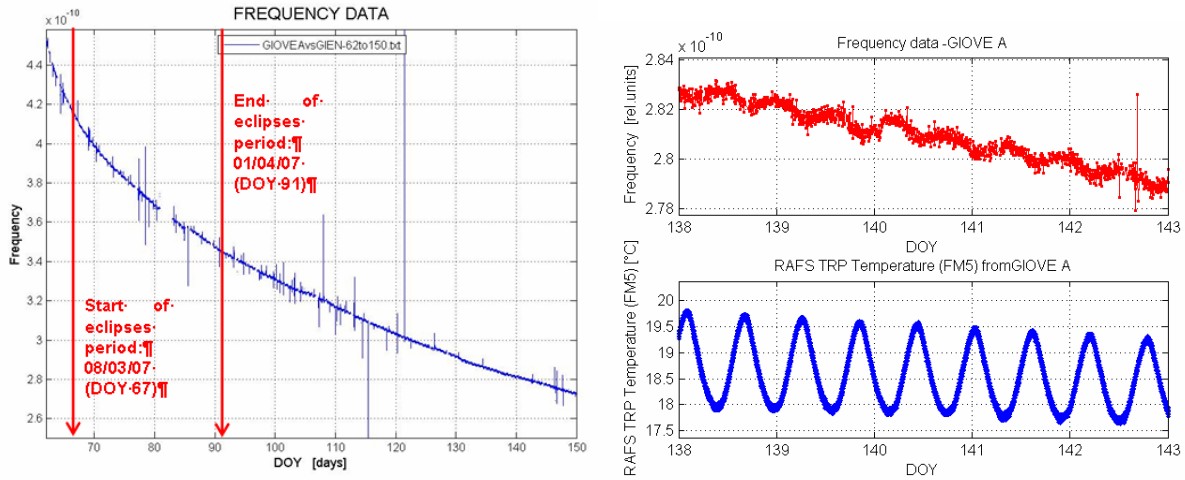 FREQUENCY DATA
x 10⁻¹⁰
GIOVEAvsGIEN-62to150.txt
4.4
4.2
4
3.8
3.6
3.4
3.2
3
2.8
2.6
Frequency
End· of·
eclipses·
period:¶
01/04/07·
(DOY·91)¶
Start· of·
eclipses·
period:¶
08/03/07·
(DOY·67)¶
70 80 90 100 110 120 130 140 150
DOY [days]
x 10⁻¹⁰
Frequency data -GIOVE A
2.84
2.82
2.8
2.78
Frequency [rel.units]
138 139 140 141 142 143
DOY
RAFS TRP Temperature (FM5) fromGIOVE A
20
19.5
19
18.5
18
17.5
RAFS TRP Temperature (FM5) [°C]
138 139 140 141 142 143
DOY